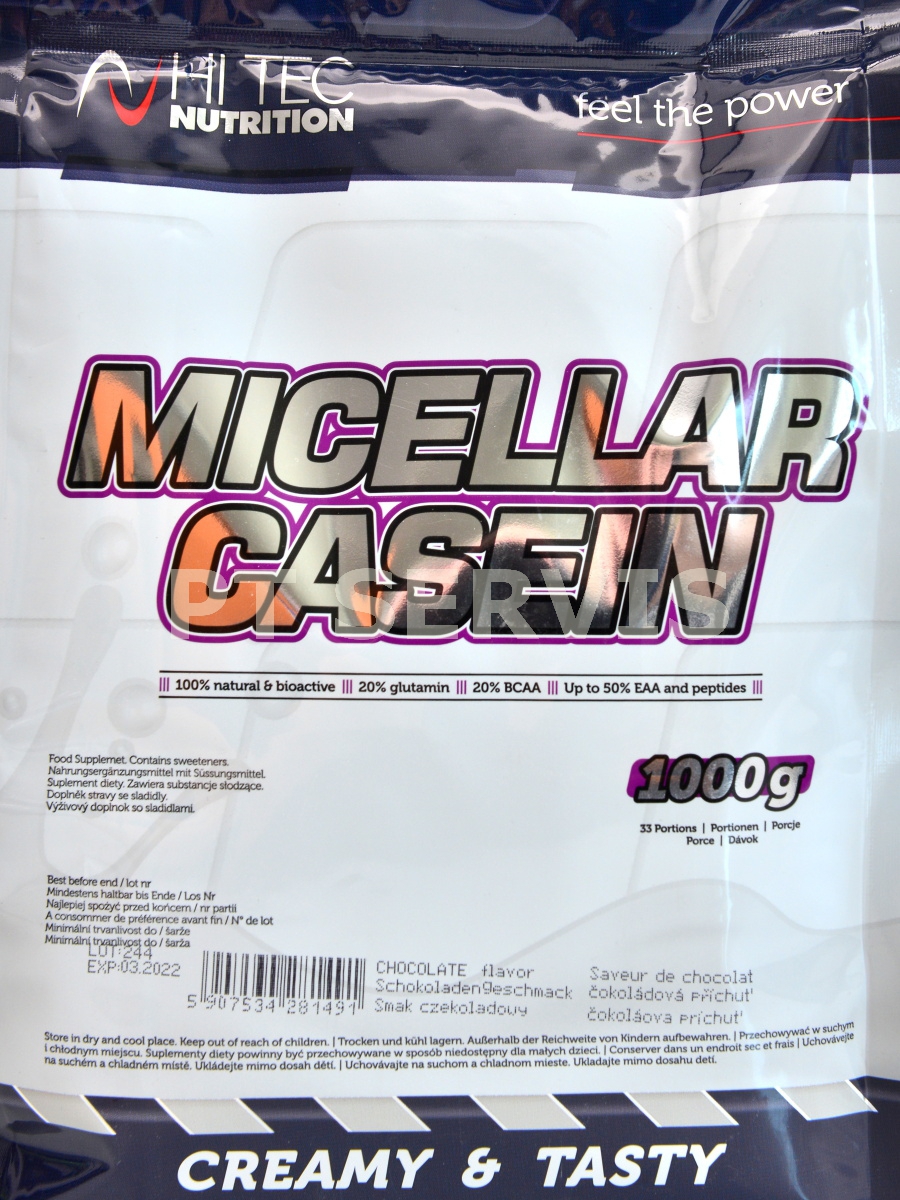 HI TEC
NUTRITION
feel the power
MICELLAR
CASEIN
PT SERVIS
||| 100% natural & bioactive ||| 20% glutamin ||| 20% BCAA ||| Up to 50% EAA and peptides |||
Food Supplemet. Contains sweeteners.
Nahrungsergänzungsmittel mit Süssungsmittel.
Suplement diety. Zawiera substancje słodzące.
Doplněk stravy se sladidly.
Výživový doplnok so sladidlami.
1000g
33 Portions | Portionen | Porcje
Porce | Dávok
Best before end / lot nr
Mindestens haltbar bis Ende / Los Nr
Najlepiej spożyć przed końcem / nr partii
A consommer de préférence avant fin / N° de lot
Minimální trvanlivost do / šarže
Minimálni trvanlivost do / šarža
LOT:244
EXP:03.2022
5 907534 281491
CHOCOLATE flavor
Schokoladengeschmack
Smak czekoladowy
Saveur de chocolat
čokoládová příchuť
čokoláova príchuť
Store in dry and cool place. Keep out of reach of children. | Trocken und kühl lagern. Außerhalb der Reichweite von Kindern aufbewahren. | Przechowywać w suchym
i chłodnym miejscu. Suplementy diety powinny być przechowywane w sposób niedostępny dla małych dzieci. | Conserver dans un endroit sec et frais | Uchovávejte
na suchém a chladném místě. Ukládejte mimo dosah dětí. | Uchovávajte na suchom a chladnom mieste. Ukladajte mimo dosahu detí.
CREAMY & TASTY